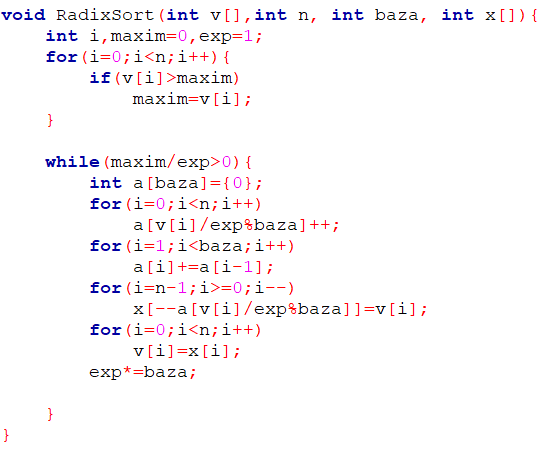 void RadixSort(int v[],int n, int baza, int x[]){
    int i,maxim=0,exp=1;
    for(i=0;i<n;i++){
        if(v[i]>maxim)
            maxim=v[i];
    }

    while(maxim/exp>0){
        int a[baza]={0};
        for(i=0;i<n;i++)
            a[v[i]/exp%baza]++;
        for(i=1;i<baza;i++)
            a[i]+=a[i-1];
        for(i=n-1;i>=0;i--)
            x[--a[v[i]/exp%baza]]=v[i];
        for(i=0;i<n;i++)
            v[i]=x[i];
        exp*=baza;

    }
}